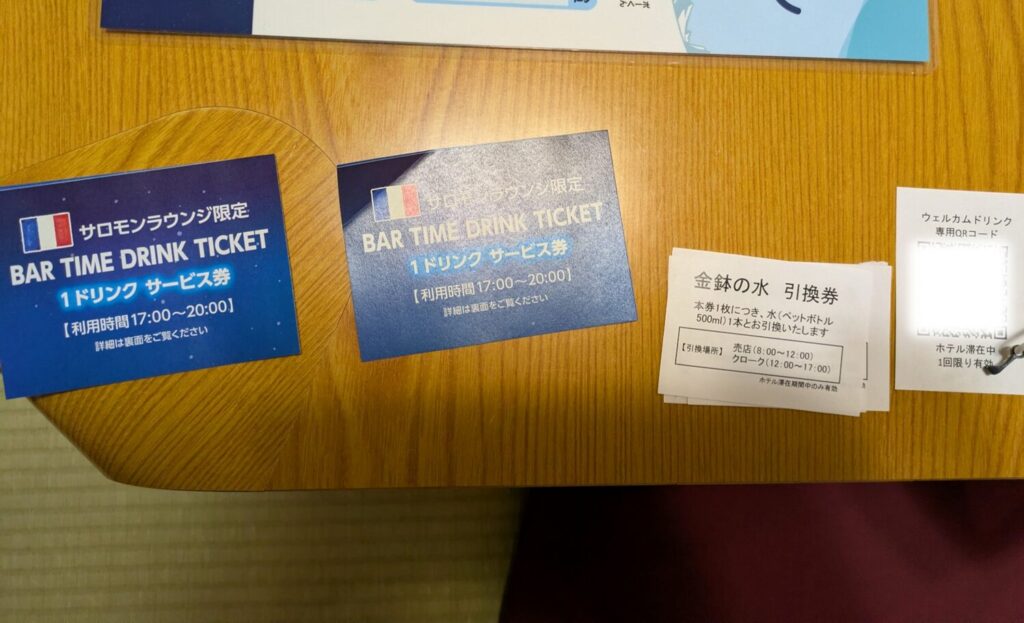 サロモンラウンジ限定
BAR TIME DRINK TICKET
1ドリンク サービス券
【利用時間17:00～20:00】
詳細は裏面をご覧ください
サロモンラウンジ限定
BAR TIME DRINK TICKET
1ドリンク サービス券
【利用時間17:00～20:00】
詳細は裏面をご覧ください
金鉢の水 引換券
本券1枚につき、水(ペットボトル
500ml)1本とお引換いたします
【引換場所】 売店(8:00～12:00)
クローク(12:00～17:00)
ホテル滞在期間中のみ有効
ウェルカムドリンク
専用QRコード
ホテル滞在中
1回限り有効